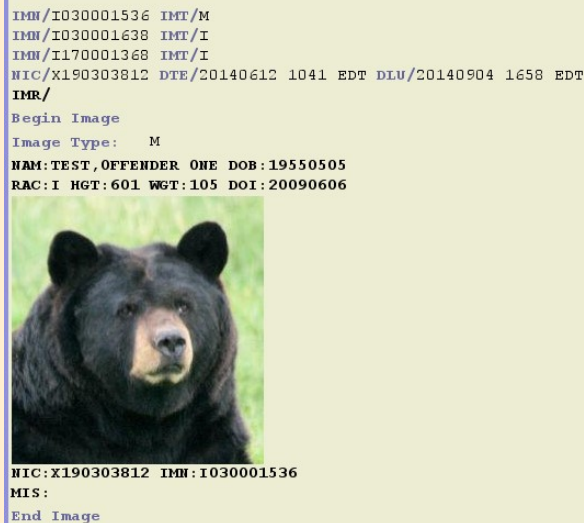 IMN/I030001536 IMT/M
IMN/I030001638 IMT/I
IMN/I170001368 IMT/I
NIC/X190303812 DTE/20140612 1041 EDT DLU/20140904 1658 EDT
IMR/
Begin Image
Image Type: M
NAM:TEST,OFFENDER ONE DOB:19550505
RAC:I HGT:601 WGT:105 DOI:20090606
NIC:X190303812 IMN:I030001536
MIS:
End Image